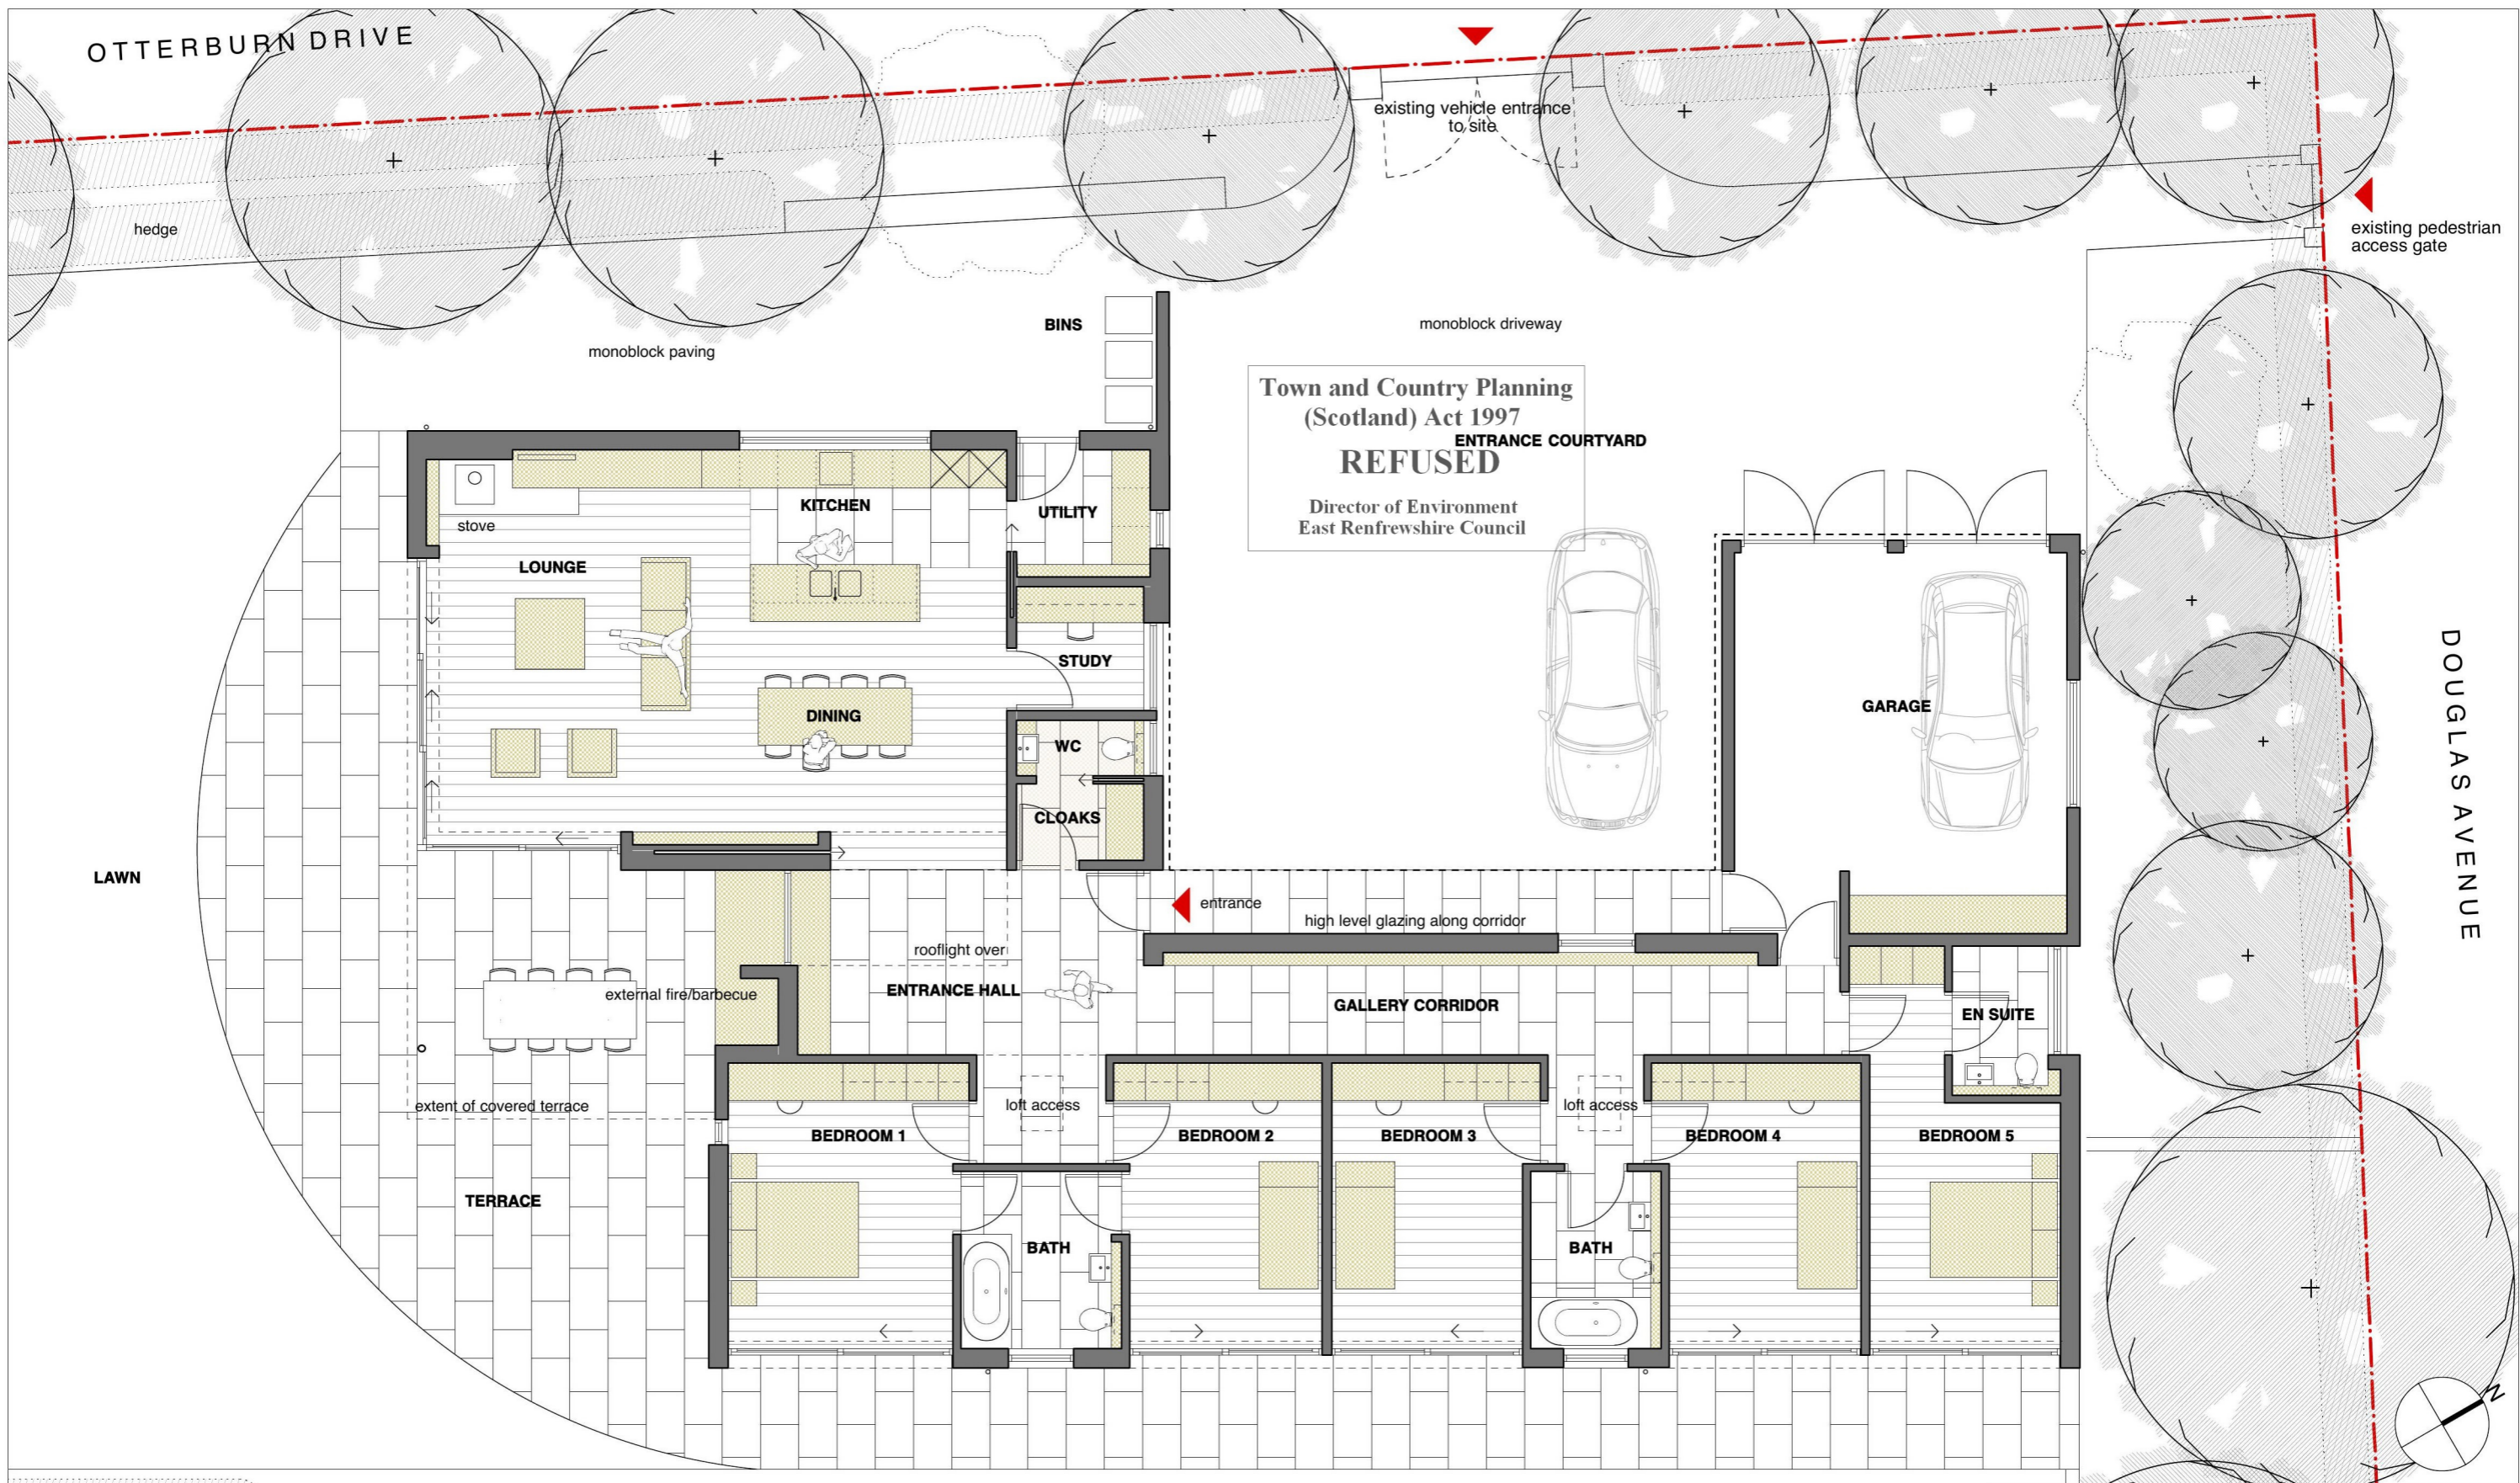 OTTERBURN DRIVE
existing vehicle entrance
to site
hedge
existing pedestrian
access gate
BINS
monoblock driveway
monoblock paving
Town and Country Planning
(Scotland) Act 1997
ENTRANCE COURTYARD
REFUSED
Director of Environment
East Renfrewshire Council
KITCHEN
UTILITY
stove
LOUNGE
STUDY
DINING
GARAGE
WC
CLOAKS
DOUGLAS AVENUE
LAWN
entrance
high level glazing along corridor
rooflight over
external fire/barbecue
ENTRANCE HALL
GALLERY CORRIDOR
EN SUITE
extent of covered terrace
loft access
loft access
BEDROOM 1
BEDROOM 2
BEDROOM 3
BEDROOM 4
BEDROOM 5
TERRACE
BATH
BATH
N